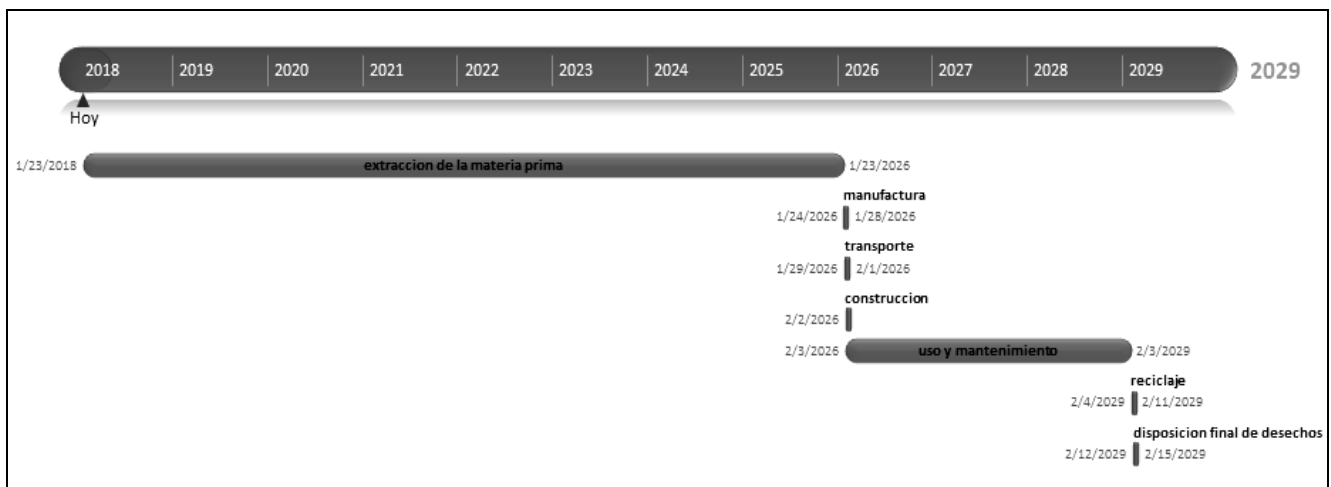 2018 2019 2020 2021 2022 2023 2024 2025 2026 2027 2028 2029 2029
Hoy
1/23/2018 extraccion de la materia prima 1/23/2026
manufactura
1/24/2026 1/28/2026
transporte
1/29/2026 2/1/2026
construccion
2/2/2026
2/3/2026 uso y mantenimiento 2/3/2029
reciclaje
2/4/2029 2/11/2029
disposicion final de desechos
2/12/2029 2/15/2029